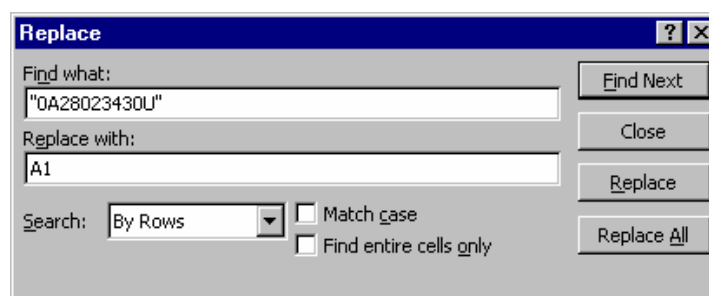 Replace
Find what:
"0A28023430U"
Find Next
Replace with:
A1
Close
Replace
Search: By Rows
Match case
Find entire cells only
Replace All